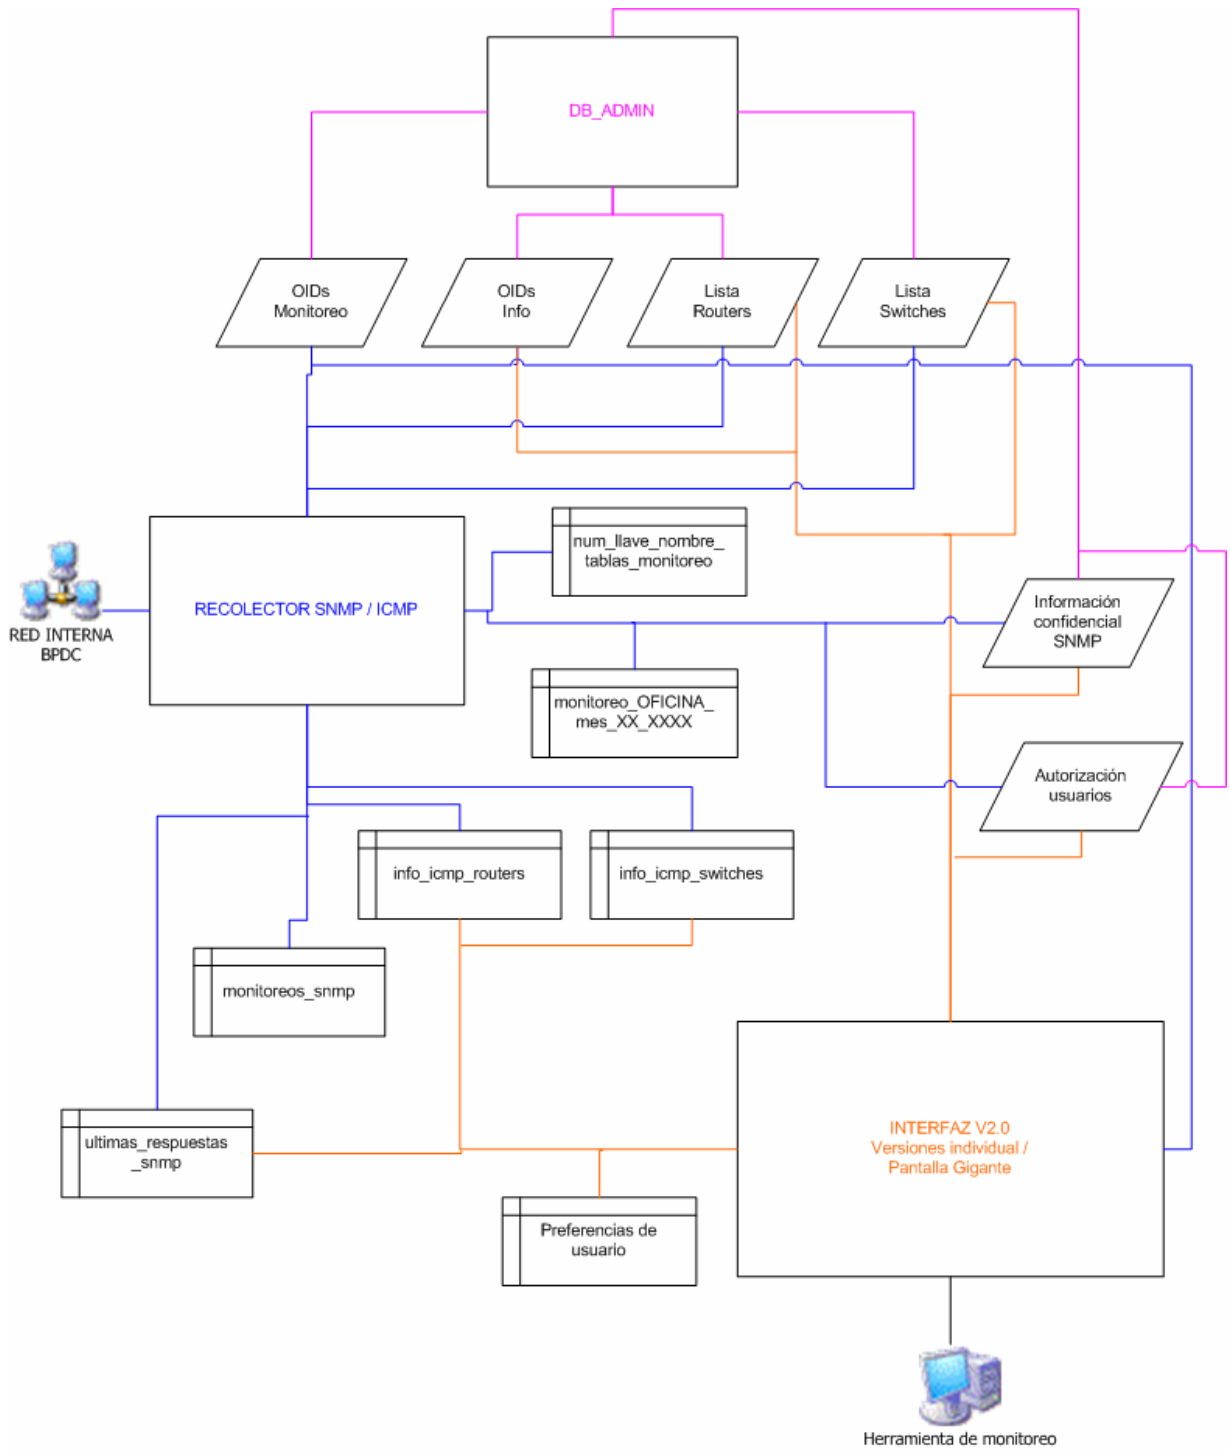 DB_ADMIN
OIDs
Monitoreo
OIDs
Info
Lista
Routers
Lista
Switches
num_llave_nombre_
tablas_monitoreo
RED INTERNA
BPDC
RECOLECTOR SNMP / ICMP
Información
confidencial
SNMP
monitoreo_OFICINA_
mes_XX_XXXX
Autorización
usuarios
info_icmp_routers
info_icmp_switches
monitoreos_snmp
ultimas_respuestas
_snmp
INTERFAZ V2.0
Versiones individual /
Pantalla Gigante
Preferencias de
usuario
Herramienta de monitoreo